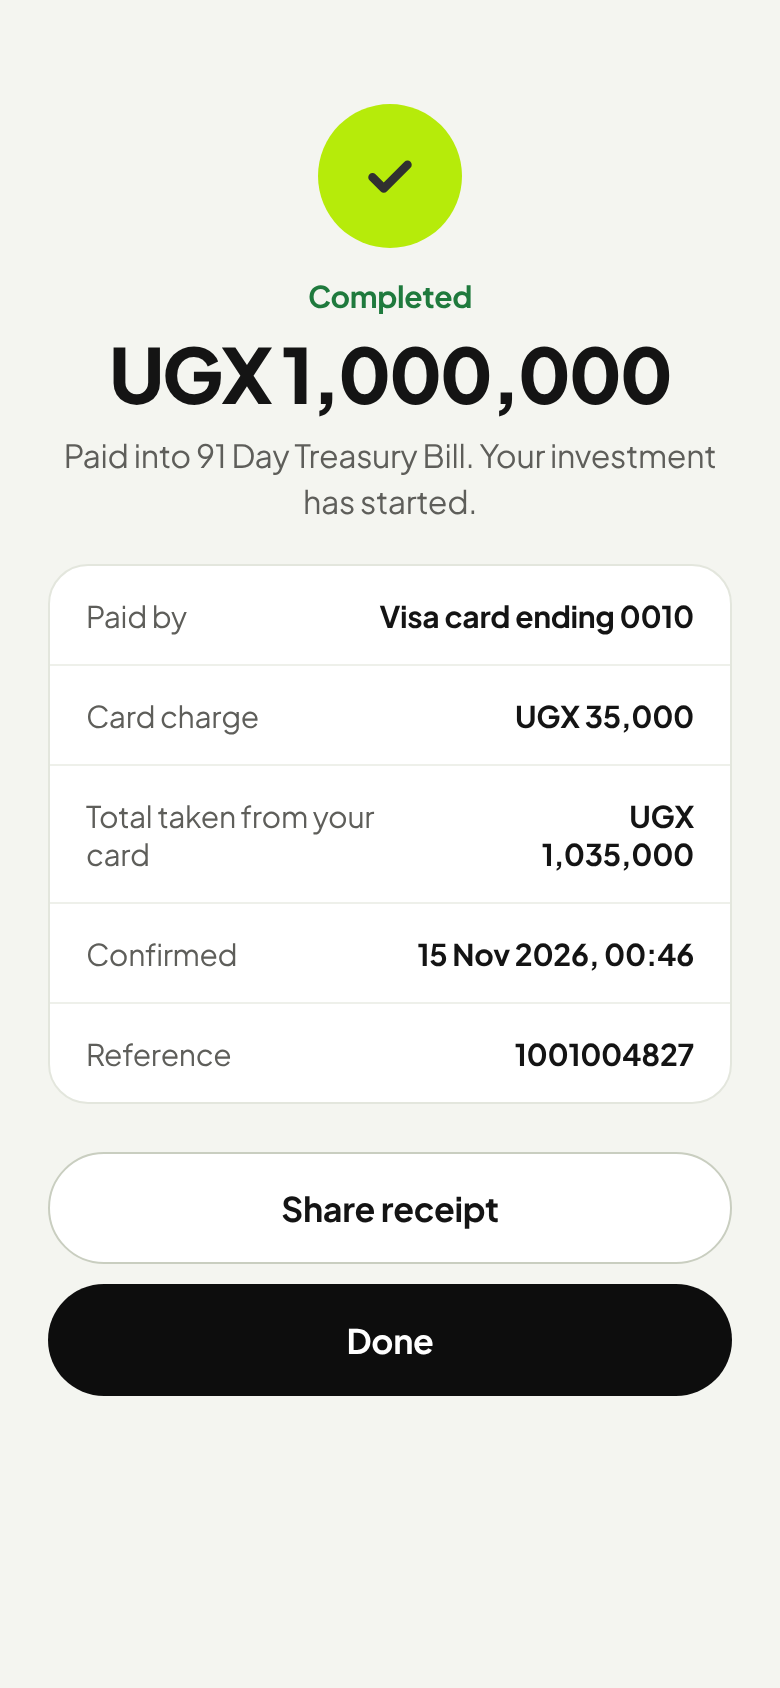 Completed
UGX 1,000,000
Paid into 91 Day Treasury Bill. Your investment
has started.
Paid by Visa card ending 0010
Card charge UGX 35,000
Total taken from your UGX
card 1,035,000
Confirmed 15 Nov 2026, 00:46
Reference 1001004827
Share receipt
Done